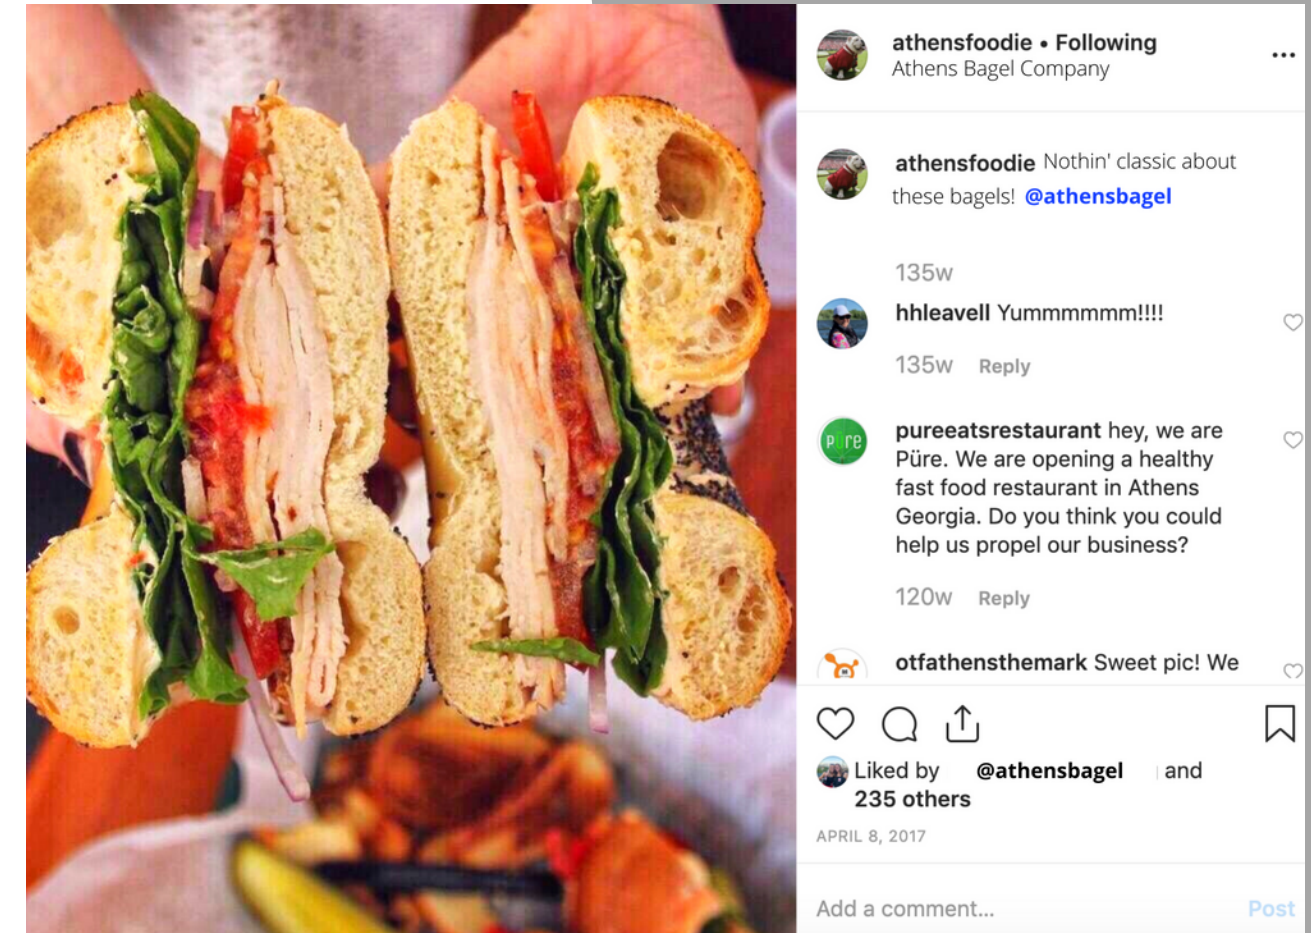 athensfoodie • Following
Athens Bagel Company
athensfoodie Nothin' classic about
these bagels! @athensbagel
135w
hhleavell Yummmmmm!!!!
135w Reply
püre
pureeatsrestaurant hey, we are
Püre. We are opening a healthy
fast food restaurant in Athens
Georgia. Do you think you could
help us propel our business?
120w Reply
otfathensthemark Sweet pic! We
Liked by @athensbagel and
235 others
APRIL 8, 2017
Add a comment... Post